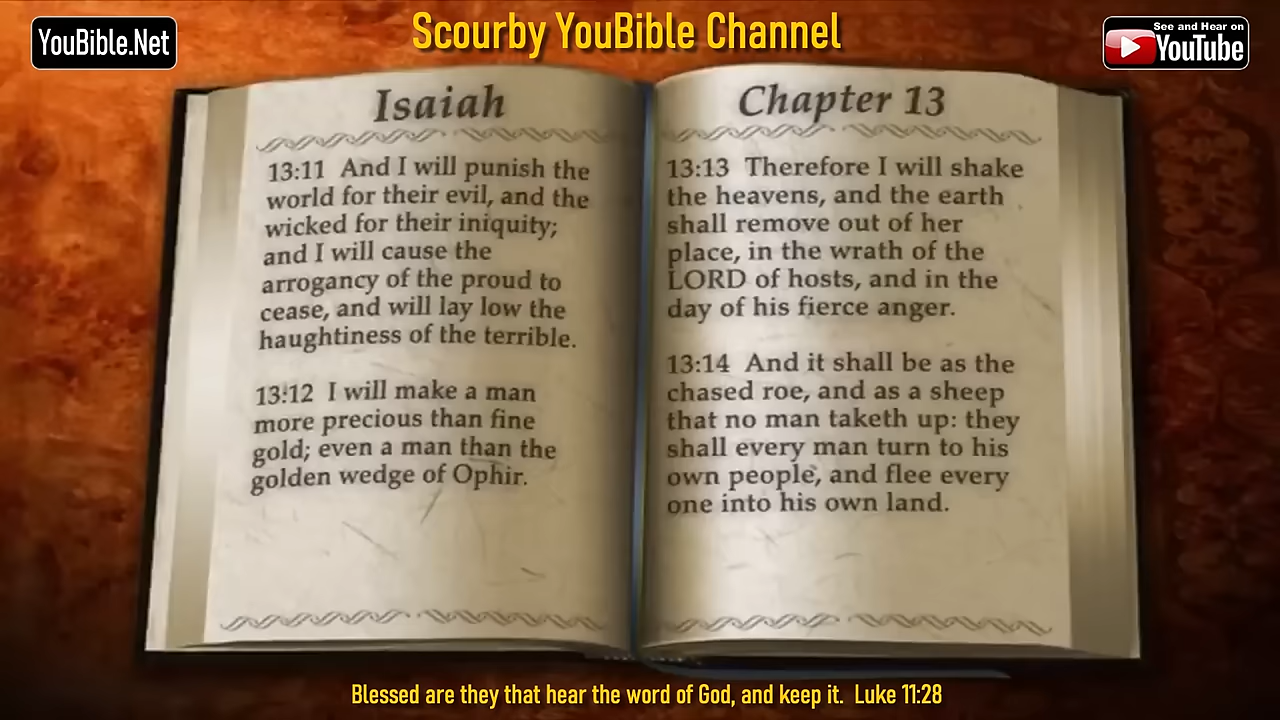 YouBible.Net
Scourby YouBible Channel
See and Hear on
YouTube
Isaiah
13:11 And I will punish the
world for their evil, and the
wicked for their iniquity;
and I will cause the
arrogancy of the proud to
cease, and will lay low the
haughtiness of the terrible.
13:12 I will make a man
more precious than fine
gold; even a man than the
golden wedge of Ophir.
Chapter 13
13:13 Therefore I will shake
the heavens, and the earth
shall remove out of her
place, in the wrath of the
LORD of hosts, and in the
day of his fierce anger.
13:14 And it shall be as the
chased roe, and as a sheep
that no man taketh up: they
shall every man turn to his
own people, and flee every
one into his own land.
Blessed are they that hear the word of God, and keep it. Luke 11:28